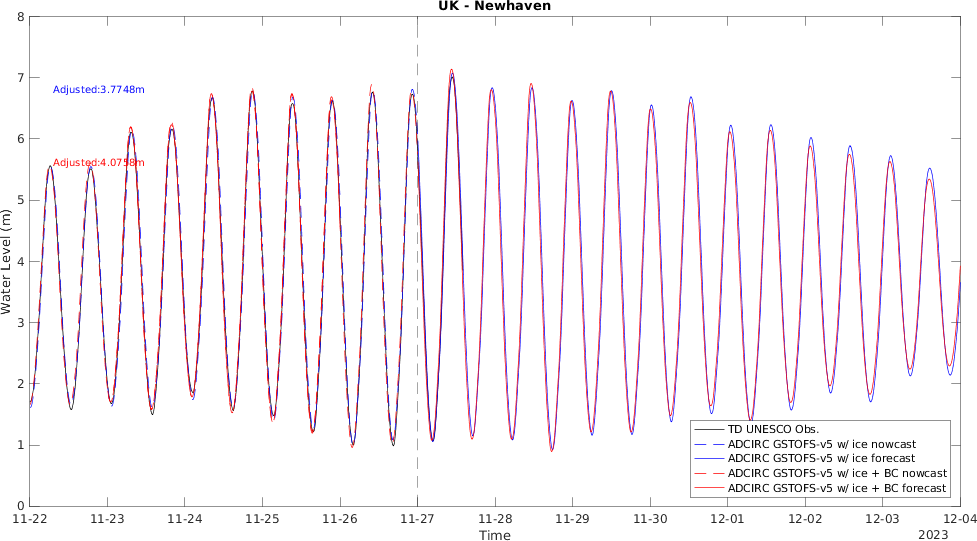 UK - Newhaven
Water Level (m)
8
7
6
5
4
3
2
1
0
Adjusted:3.7748m
Adjusted:4.0758m
TD UNESCO Obs.
ADCIRC GSTOFS-v5 w/ ice nowcast
ADCIRC GSTOFS-v5 w/ ice forecast
ADCIRC GSTOFS-v5 w/ ice + BC nowcast
ADCIRC GSTOFS-v5 w/ ice + BC forecast
11-22 11-23 11-24 11-25 11-26 11-27 11-28 11-29 11-30 12-01 12-02 12-03 12-04
Time
2023